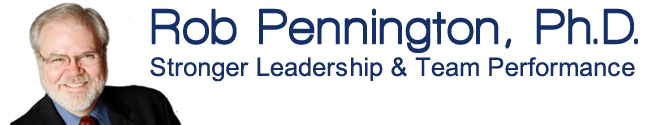 Rob Pennington, Ph.D.
Stronger Leadership & Team Performance